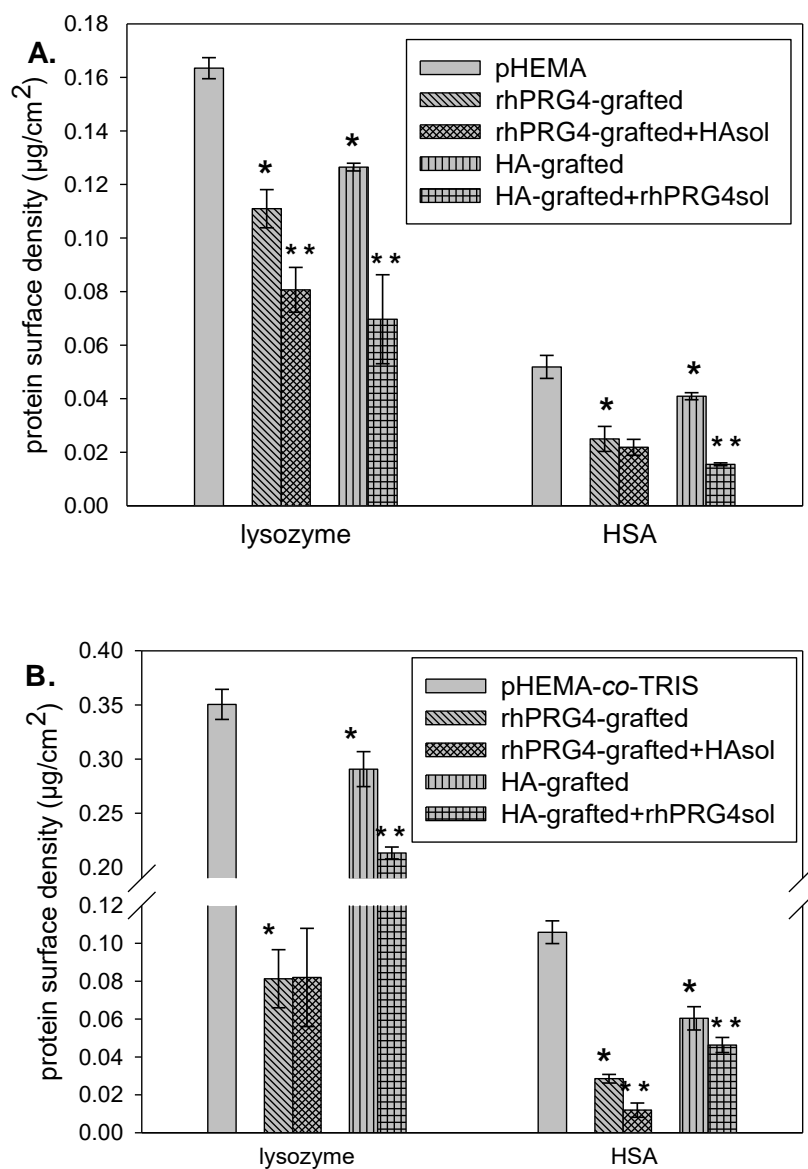 A.
protein surface density (µg/cm²)
0.18
0.16
0.14
0.12
0.10
0.08
0.06
0.04
0.02
0.00
pHEMA
rhPRG4-grafted
rhPRG4-grafted+HAsol
HA-grafted
HA-grafted+rhPRG4sol
*
* *
*
* *
*
*
* *
lysozyme HSA
B.
protein surface density (µg/cm²)
0.40
0.35
0.30
0.25
0.20
0.12
0.10
0.08
0.06
0.04
0.02
0.00
pHEMA-co-TRIS
rhPRG4-grafted
rhPRG4-grafted+HAsol
HA-grafted
HA-grafted+rhPRG4sol
*
*
* *
*
* *
*
* *
lysozyme HSA